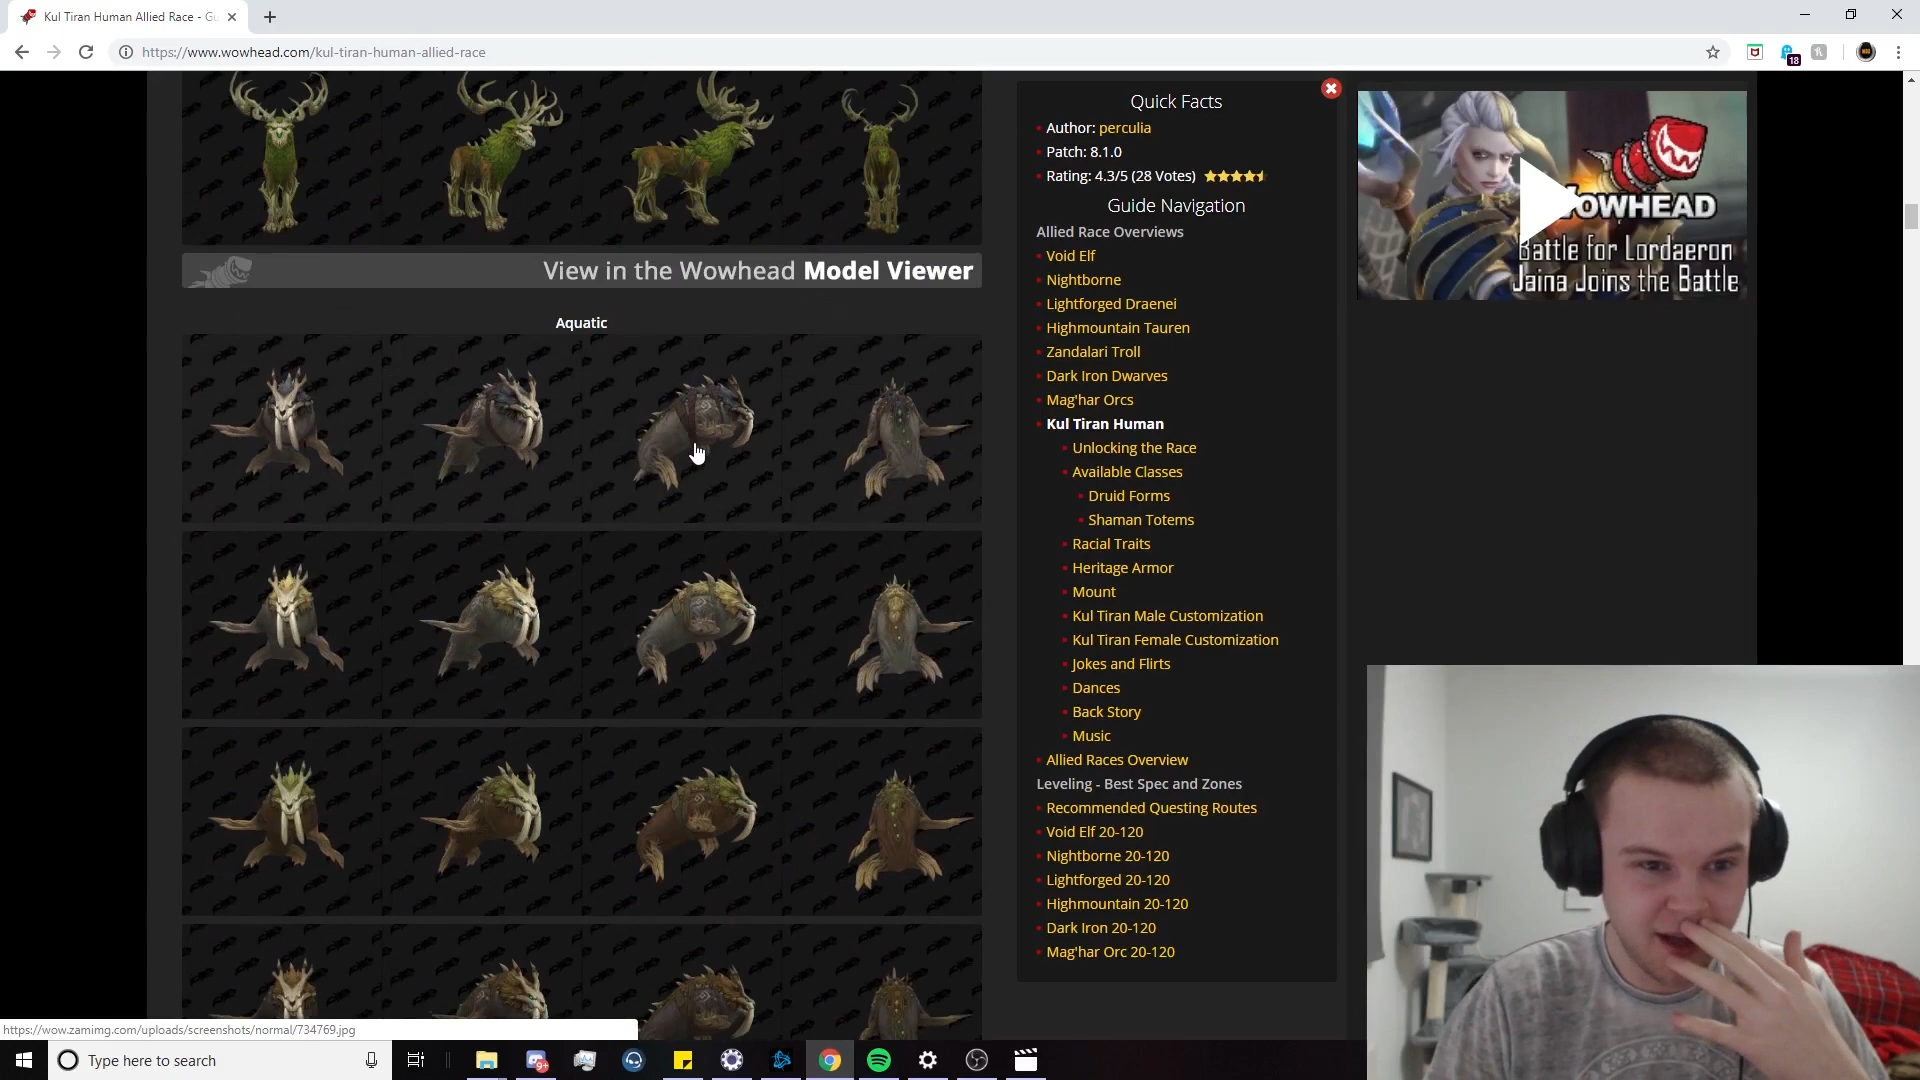 Kul Tiran Human Allied Race - Gu
https://www.wowhead.com/kul-tiran-human-allied-race
18
View in the Wowhead Model Viewer
Aquatic
Quick Facts
Author: perculia
Patch: 8.1.0
Rating: 4.3/5 (28 Votes)
Guide Navigation
Allied Race Overviews
Void Elf
Nightborne
Lightforged Draenei
Highmountain Tauren
Zandalari Troll
Dark Iron Dwarves
Mag'har Orcs
Kul Tiran Human
Unlocking the Race
Available Classes
Druid Forms
Shaman Totems
Racial Traits
Heritage Armor
Mount
Kul Tiran Male Customization
Kul Tiran Female Customization
Jokes and Flirts
Dances
Back Story
Music
Allied Races Overview
Leveling - Best Spec and Zones
Recommended Questing Routes
Void Elf 20-120
Nightborne 20-120
Lightforged 20-120
Highmountain 20-120
Dark Iron 20-120
Mag'har Orc 20-120
WOWHEAD
Battle for Lordaeron
Jaina Joins the Battle
https://wow.zamimg.com/uploads/screenshots/normal/734769.jpg
Type here to search